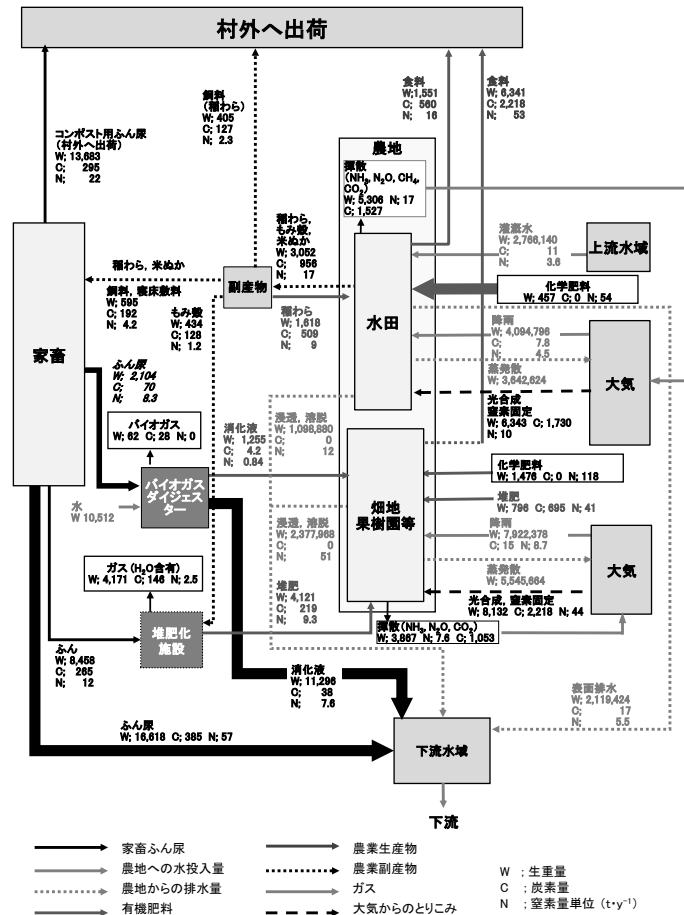 村外へ出荷
食料
W;1,551
C; 560
N; 16
食料
W; 6,341
C; 2,218
N; 53
飼料
(稲わら)
W; 405
C; 127
N; 2.3
コンポスト用ふん尿
(村外へ出荷)
W; 13,683
C; 295
N; 22
農地
揮散
(NH₃, N₂O, CH₄,
CO₂)
W; 5,306 N; 17
C; 1,527
稲わら,
もみ殻,
米ぬか
W; 3,052
C; 956
N; 17
灌漑水
W; 2,766,140
C; 11
N; 3.6
上流水域
稲わら、米ぬか
副産物
化学肥料
W; 457 C; 0 N; 54
飼料, 寝床敷料
W; 595
C; 192
N; 4.2
もみ殻
W; 434
C; 128
N; 1.2
稲わら
W; 1,618
C; 509
N; 9
水田
降雨
W; 4,094,796
C; 7.8
N; 4.5
大気
家畜
蒸発散
W; 3,642,624
ふん尿
W; 2,104
C; 70
N; 8.3
光合成
窒素固定
W; 6,343 C; 1,730
N; 10
バイオガス
W; 62 C; 28 N; 0
消化液
W; 1,255
C; 4.2
N; 0.84
浸透, 溶脱
W; 1,098,880
C; 0
N; 12
化学肥料
W; 1,476 C; 0 N; 118
バイオガス
ダイジェス
ター
畑地
果樹園等
堆肥
W; 796 C; 695 N; 41
水
W 10,512
浸透, 溶脱
W; 2,377,968
C; 0
N; 51
降雨
W; 7,922,378
C; 15 N; 8.7
大気
蒸発散
W; 5,545,664
ガス(H₂O含有)
W; 4,171 C; 146 N; 2.5
堆肥
W; 4,121
C; 219
N; 9.3
光合成, 窒素固定
W; 8,132 C; 2,218 N; 44
堆肥化
施設
揮散(NH₃, N₂O, CO₂)
W; 3,867 N; 7.6 C; 1,053
ふん
W; 8,458
C; 265
N; 12
消化液
W; 11,296
C; 38
N; 7.6
表面排水
W; 2,119,424
C; 17
N; 5.5
ふん尿
W; 16,618 C; 385 N; 57
下流水域
下流
家畜ふん尿
農地への水投入量
農地からの排水量
有機肥料
農業生産物
農業副産物
ガス
大気からのとりこみ
W ; 生重量
C ; 炭素量
N ; 窒素量単位 (t・y⁻¹)